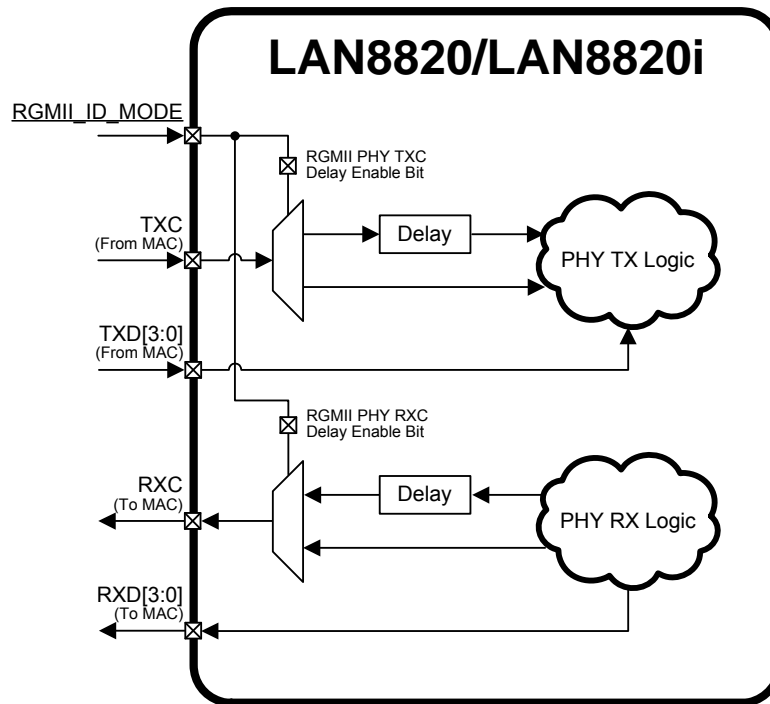 LAN8820/LAN8820i
RGMII_ID_MODE
RGMII PHY TXC
Delay Enable Bit
TXC
(From MAC)
Delay
PHY TX Logic
TXD[3:0]
(From MAC)
RGMII PHY RXC
Delay Enable Bit
RXC
(To MAC)
Delay
PHY RX Logic
RXD[3:0]
(To MAC)